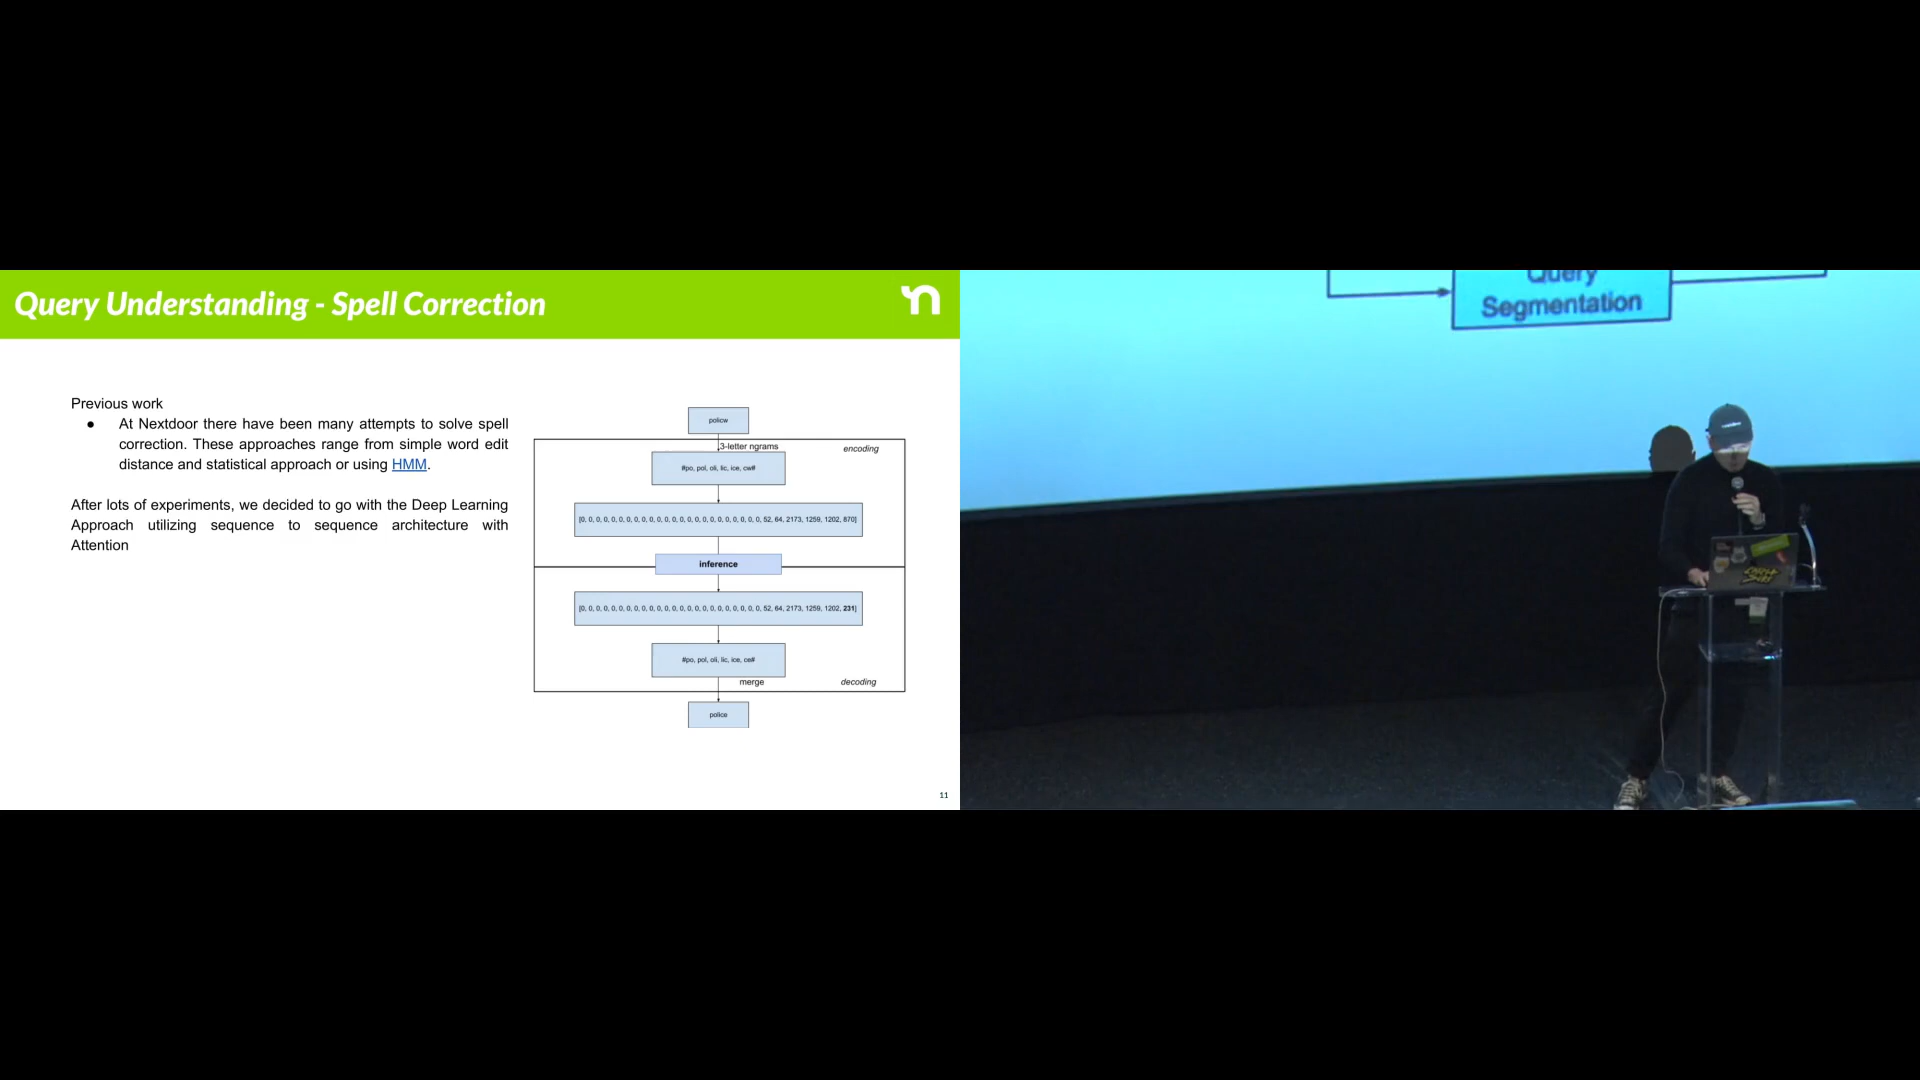 Query Understanding - Spell Correction
Previous work
● At Nextdoor there have been many attempts to solve spell
correction. These approaches range from simple word edit
distance and statistical approach or using HMM.
After lots of experiments, we decided to go with the Deep Learning
Approach utilizing sequence to sequence architecture with
Attention
policw
3-letter ngrams
encoding
#po, pol, oli, lic, ice, cw#
[0, 0, 0, 0, 0, 0, 0, 0, 0, 0, 0, 0, 0, 0, 0, 0, 0, 0, 0, 0, 0, 0, 0, 0, 52, 64, 2173, 1259, 1202, 870]
inference
[0, 0, 0, 0, 0, 0, 0, 0, 0, 0, 0, 0, 0, 0, 0, 0, 0, 0, 0, 0, 0, 0, 0, 0, 52, 64, 2173, 1259, 1202, 231]
#po, pol, oli, lic, ice, ce#
merge
decoding
police
11
Query
Segmentation